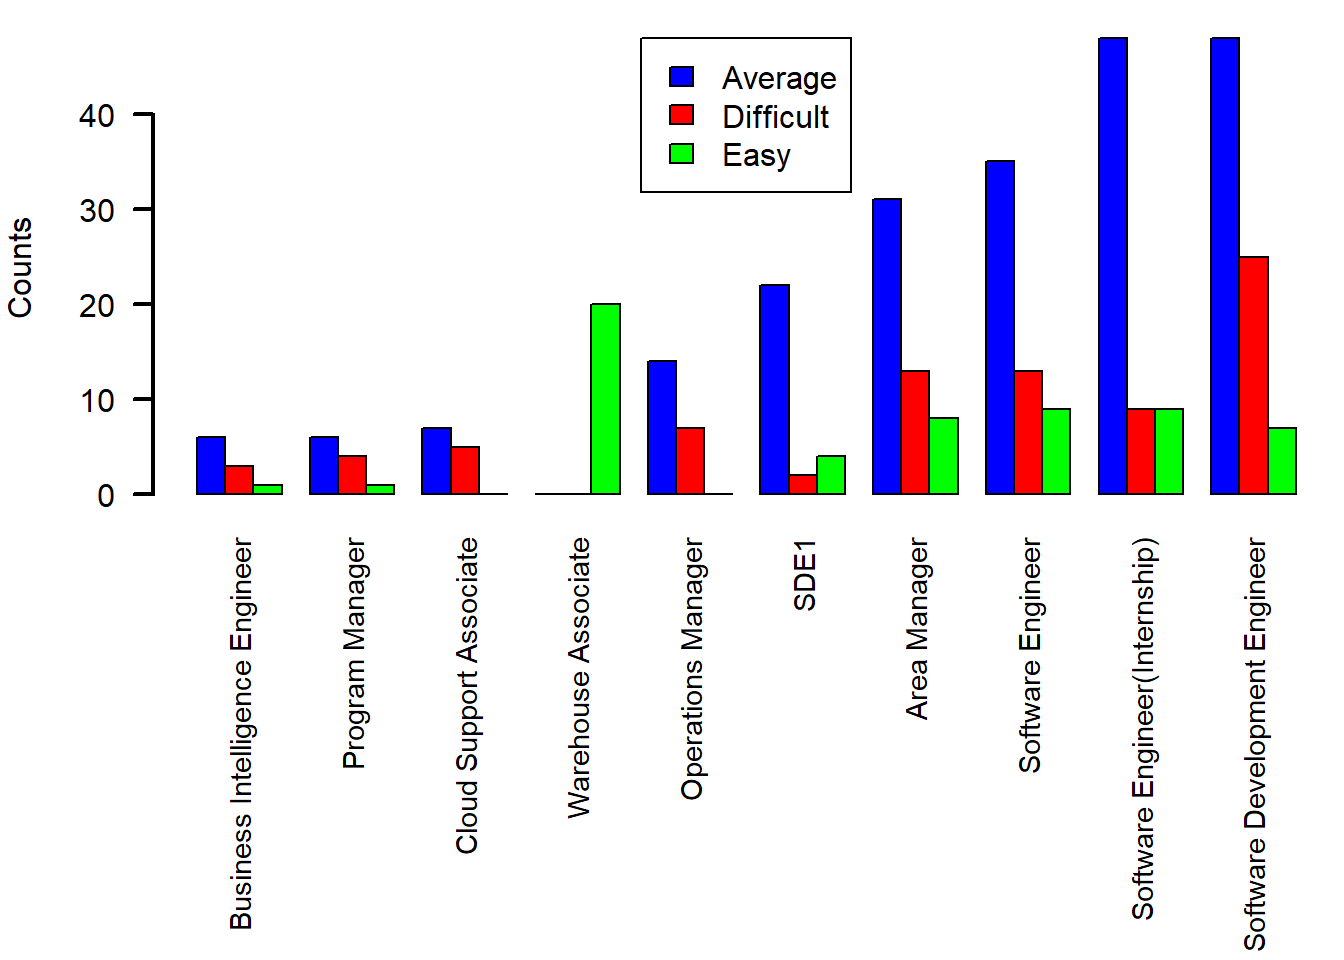 Average
Difficult
Easy
Counts
40
30
20
10
0
Business Intelligence Engineer
Program Manager
Cloud Support Associate
Warehouse Associate
Operations Manager
SDE1
Area Manager
Software Engineer
Software Engineer(Internship)
Software Development Engineer